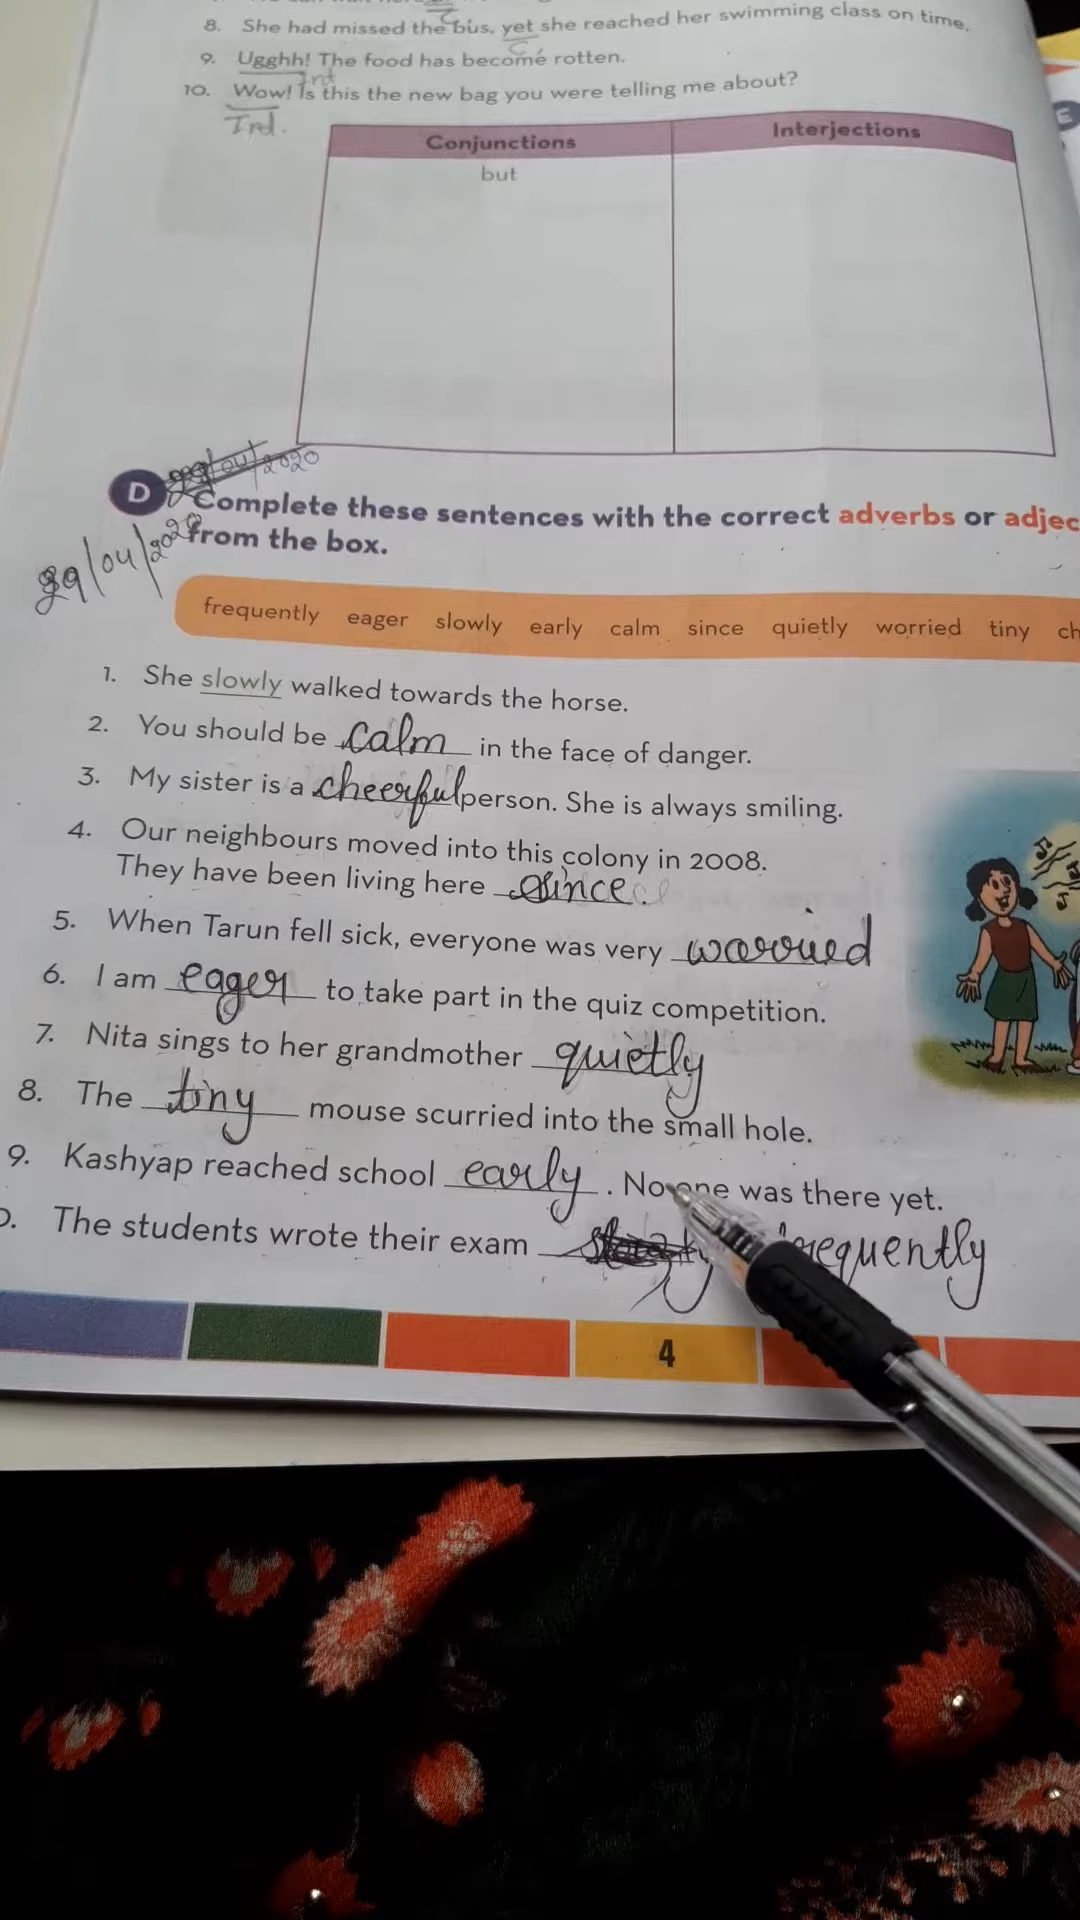 8. She had missed the bus, yet she reached her swimming class on time.
C
9. Ugghh! The food has become rotten.
Int
10. Wow! Is this the new bag you were telling me about?
Conjunctions Interjections
but
D Complete these sentences with the correct adverbs or adjec
from the box.
29/04/2020
frequently eager slowly early calm since quietly worried tiny ch
1. She slowly walked towards the horse.
2. You should be calm in the face of danger.
3. My sister is a cheerful person. She is always smiling.
4. Our neighbours moved into this colony in 2008.
They have been living here since.
5. When Tarun fell sick, everyone was very worried
6. I am eager to take part in the quiz competition.
7. Nita sings to her grandmother quietly
8. The tiny mouse scurried into the small hole.
9. Kashyap reached school early. No one was there yet.
0. The students wrote their exam frequently
4